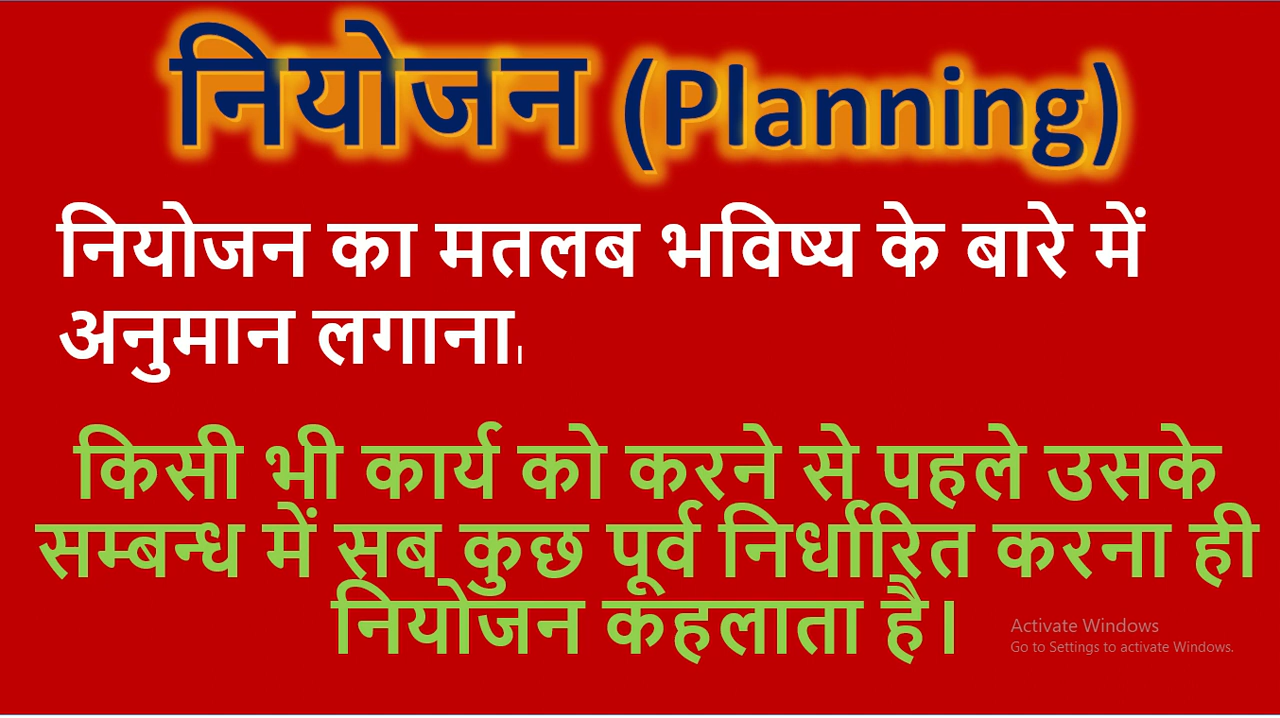 नियोजन (Planning)
नियोजन का मतलब भविष्य के बारे में
अनुमान लगाना।
किसी भी कार्य को करने से पहले उसके
सम्बन्ध में सब कुछ पूर्व निर्धारित करना ही
नियोजन कहलाता है।
Activate Windows
Go to Settings to activate Windows.